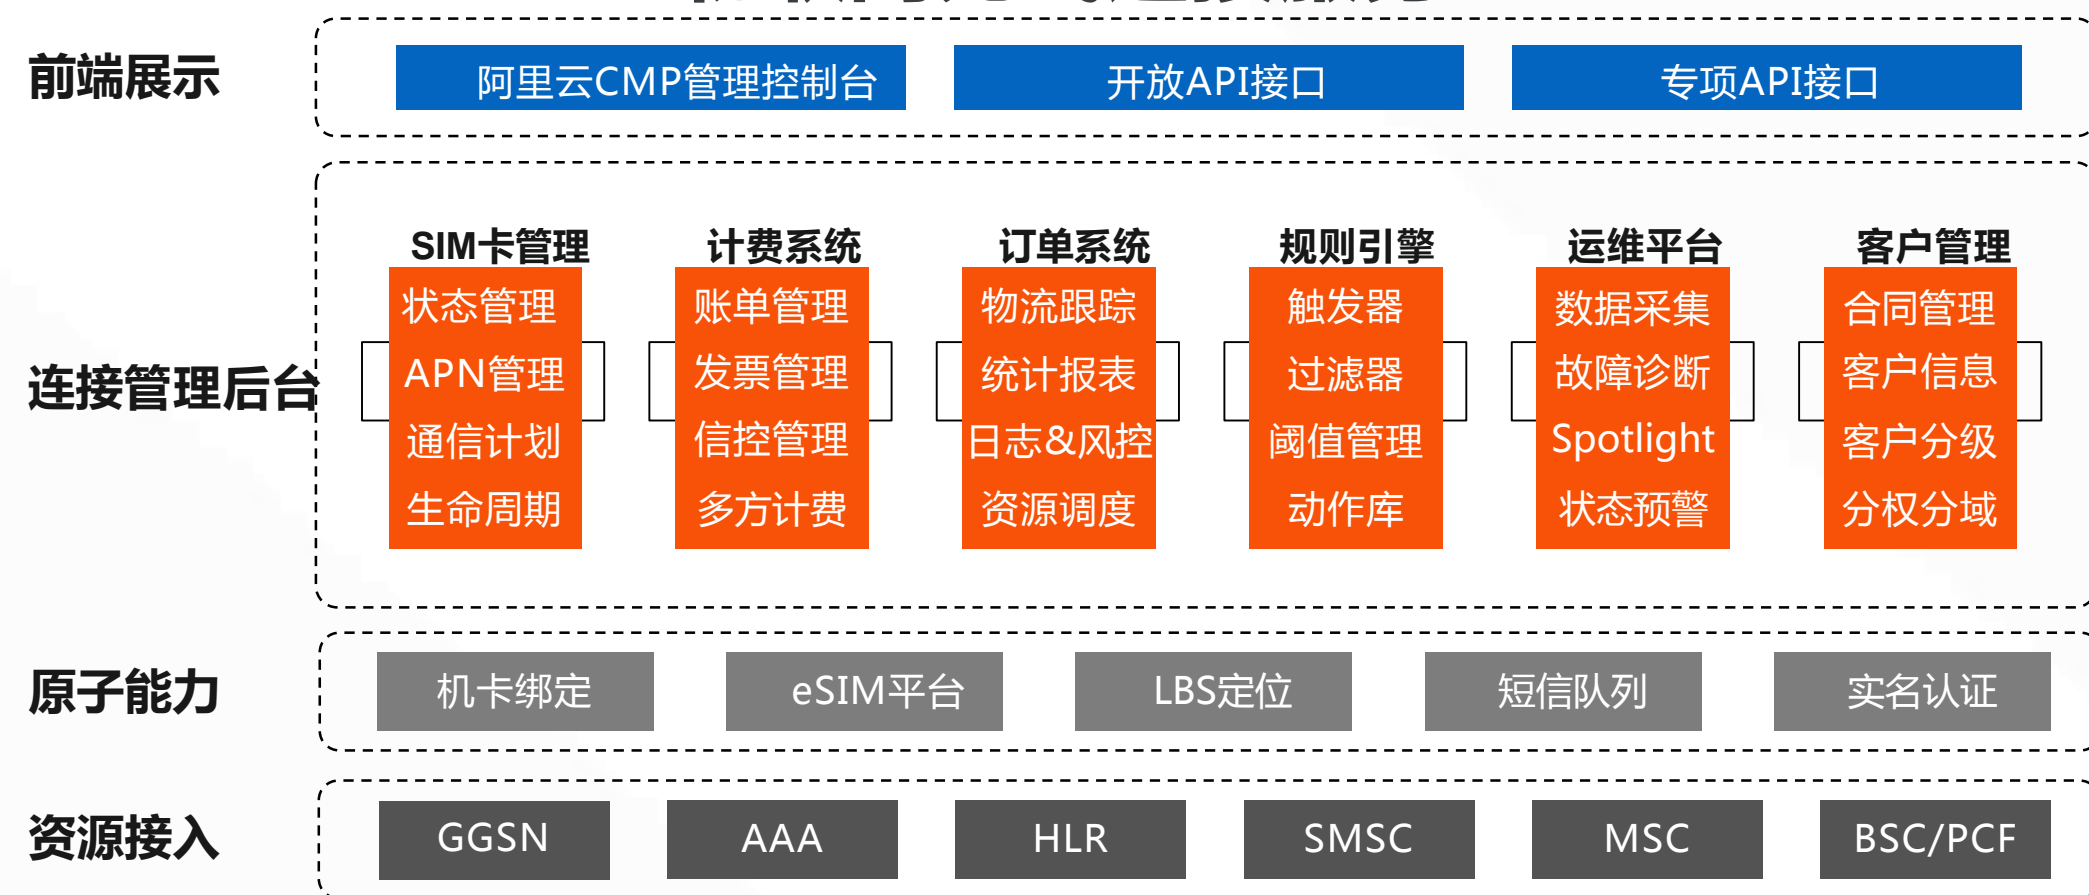 前端展示
阿里云CMP管理控制台
开放API接口
专项API接口
连接管理后台
SIM卡管理
状态管理
APN管理
通信计划
生命周期
计费系统
账单管理
发票管理
信控管理
多方计费
订单系统
物流跟踪
统计报表
日志&风控
资源调度
规则引擎
触发器
过滤器
阈值管理
动作库
运维平台
数据采集
故障诊断
Spotlight
状态预警
客户管理
合同管理
客户信息
客户分级
分权分域
原子能力
机卡绑定
eSIM平台
LBS定位
短信队列
实名认证
资源接入
GGSN
AAA
HLR
SMSC
MSC
BSC/PCF